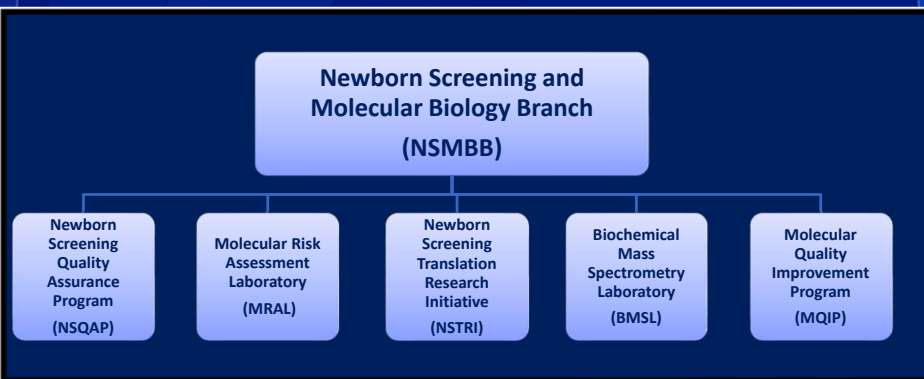 Newborn Screening and
Molecular Biology Branch
(NSMBB)
Newborn
Screening
Quality
Assurance
Program
(NSQAP)
Molecular Risk
Assessment
Laboratory
(MRAL)
Newborn
Screening
Translation
Research
Initiative
(NSTRI)
Biochemical
Mass
Spectrometry
Laboratory
(BMSL)
Molecular
Quality
Improvement
Program
(MQIP)